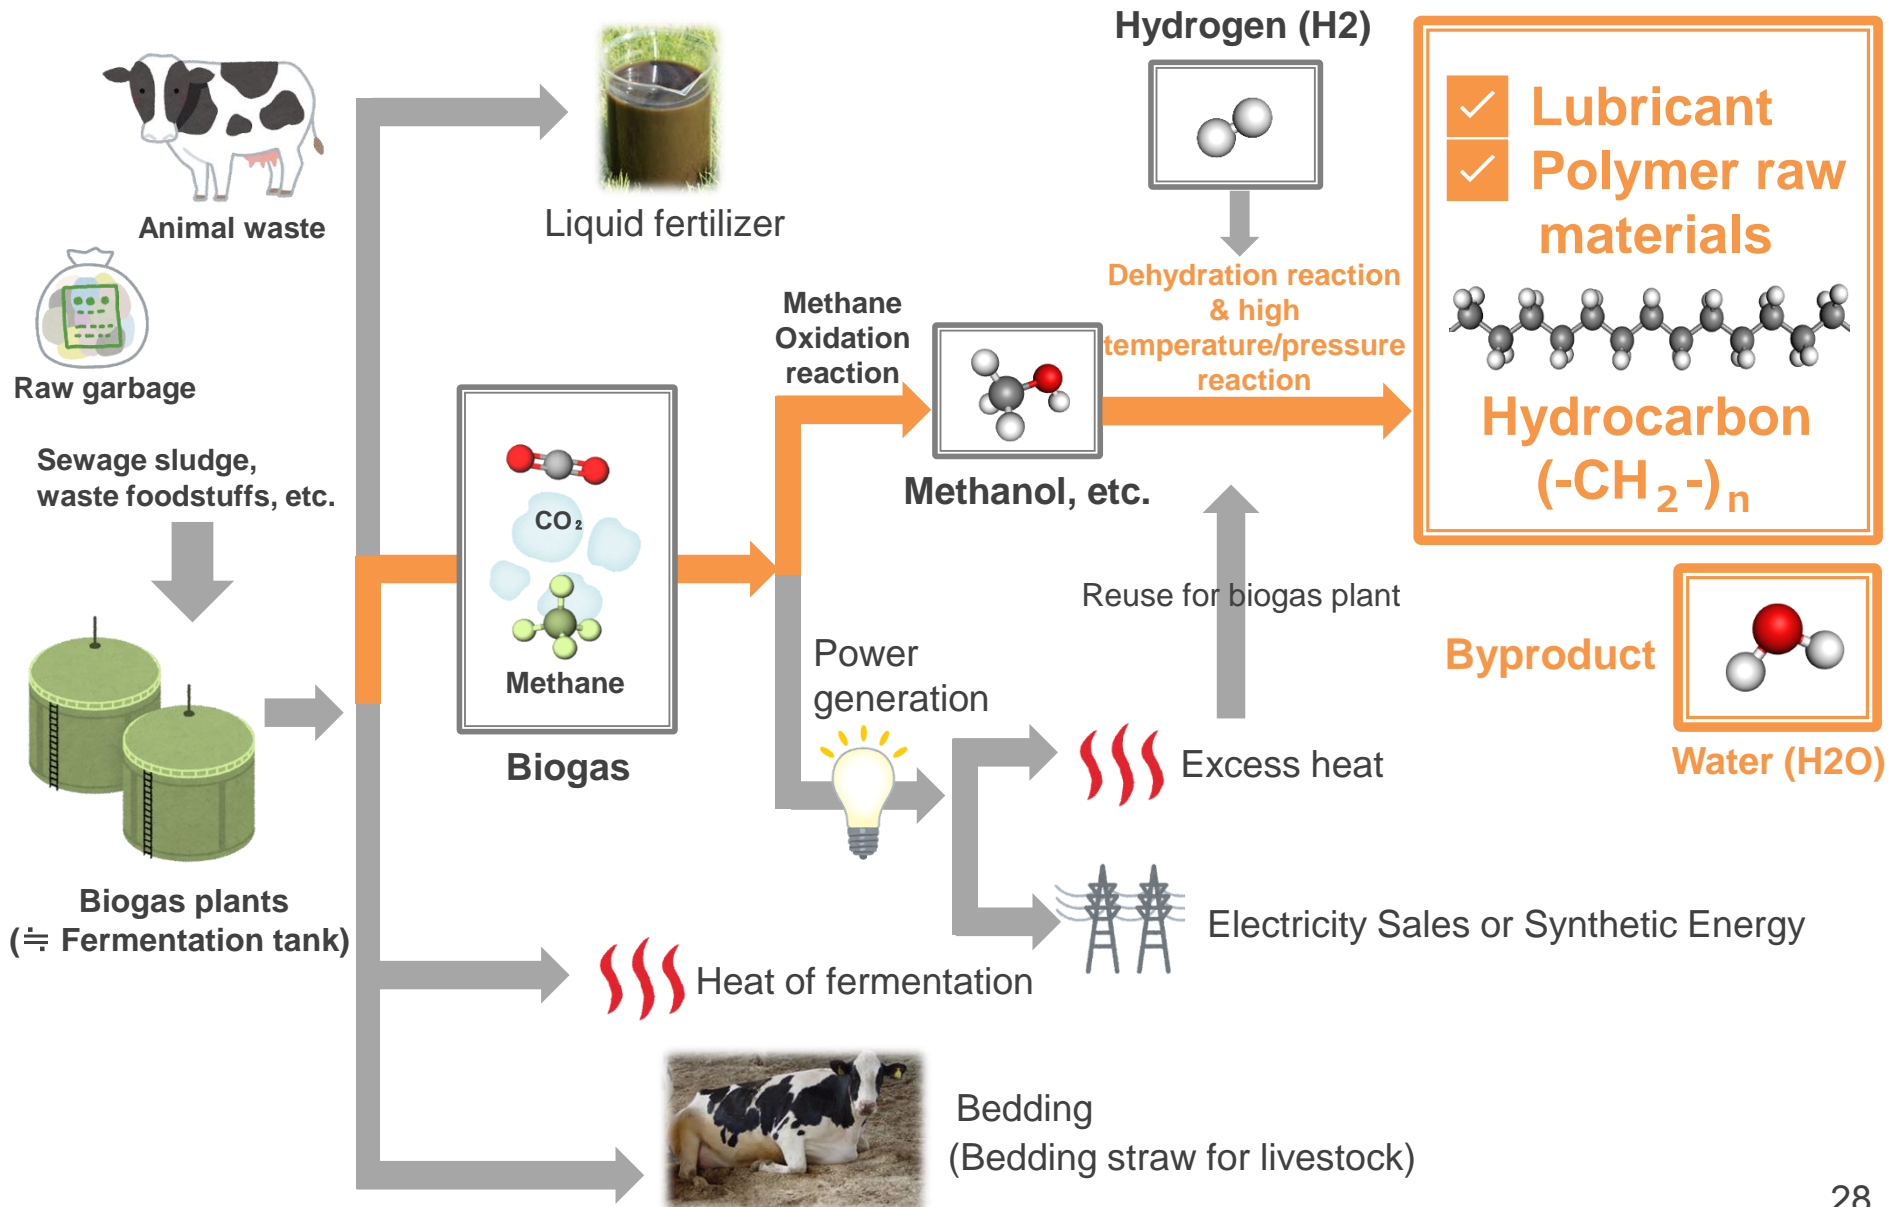 Animal waste
Raw garbage
Sewage sludge,
waste foodstuffs, etc.
Biogas plants
(≒ Fermentation tank)
Liquid fertilizer
CO₂
Methane
Biogas
Methane
Oxidation
reaction
Methanol, etc.
Hydrogen (H2)
Dehydration reaction
& high
temperature/pressure
reaction
Lubricant
Polymer raw
materials
Hydrocarbon
(-CH₂-)ₙ
Byproduct
Water (H2O)
Reuse for biogas plant
Power
generation
Excess heat
Electricity Sales or Synthetic Energy
Heat of fermentation
Bedding
(Bedding straw for livestock)
28